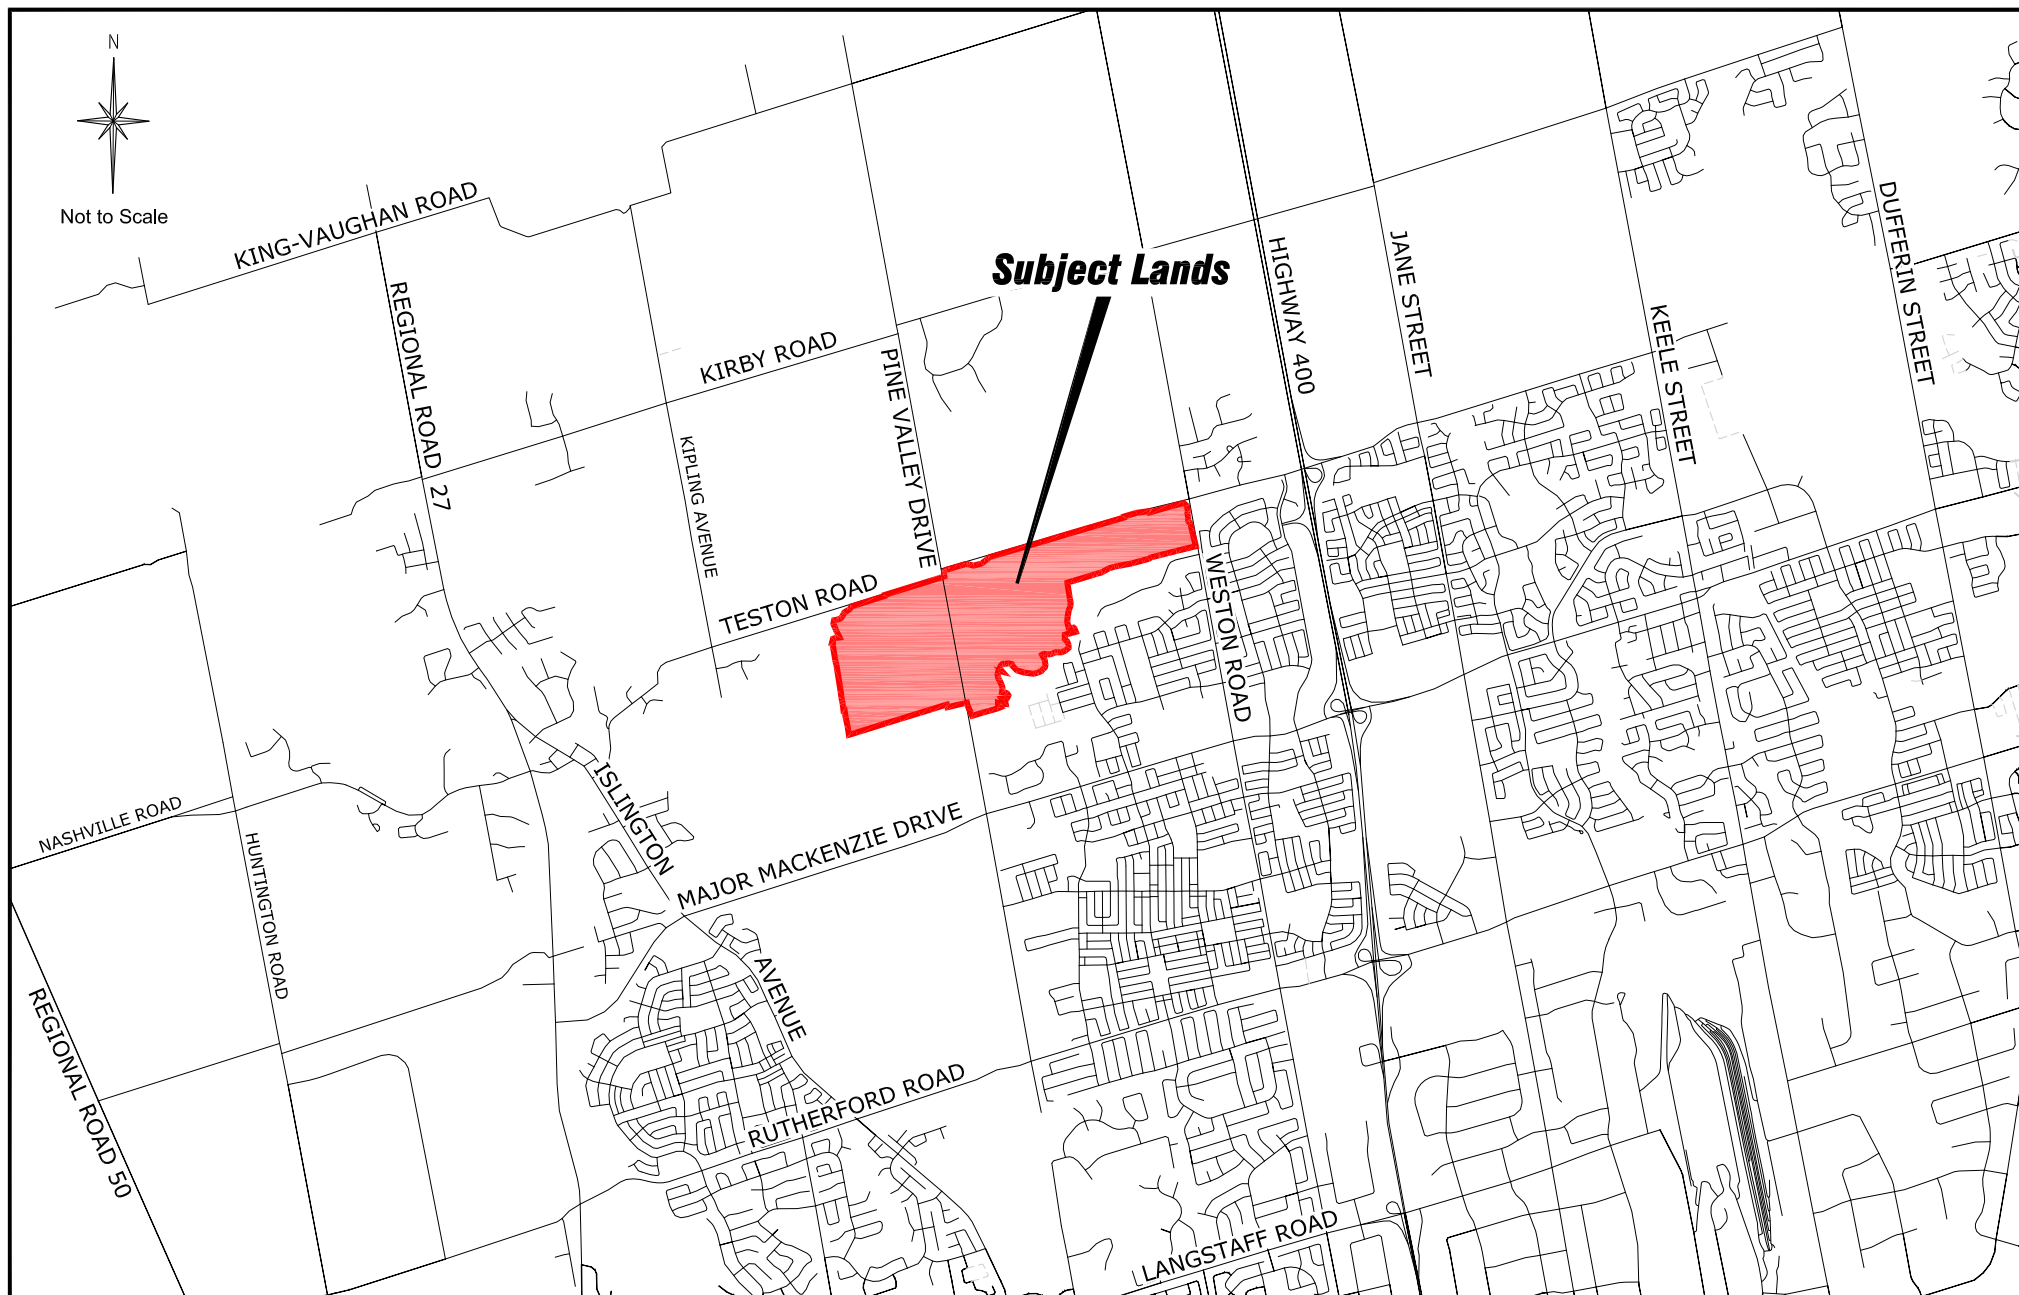 N
Not to Scale
KING-VAUGHAN ROAD
DUFFERIN STREET
Subject Lands
JANE STREET
HIGHWAY 400
REGIONAL ROAD 27
KEELE STREET
KIRBY ROAD
PINE VALLEY DRIVE
KIPLING AVENUE
WESTON ROAD
TESTON ROAD
ISLINGTON
AVENUE
NASHVILLE ROAD
MAJOR MACKENZIE DRIVE
HUNTINGTON ROAD
REGIONAL ROAD 50
RUTHERFORD ROAD
LANGSTAFF ROAD